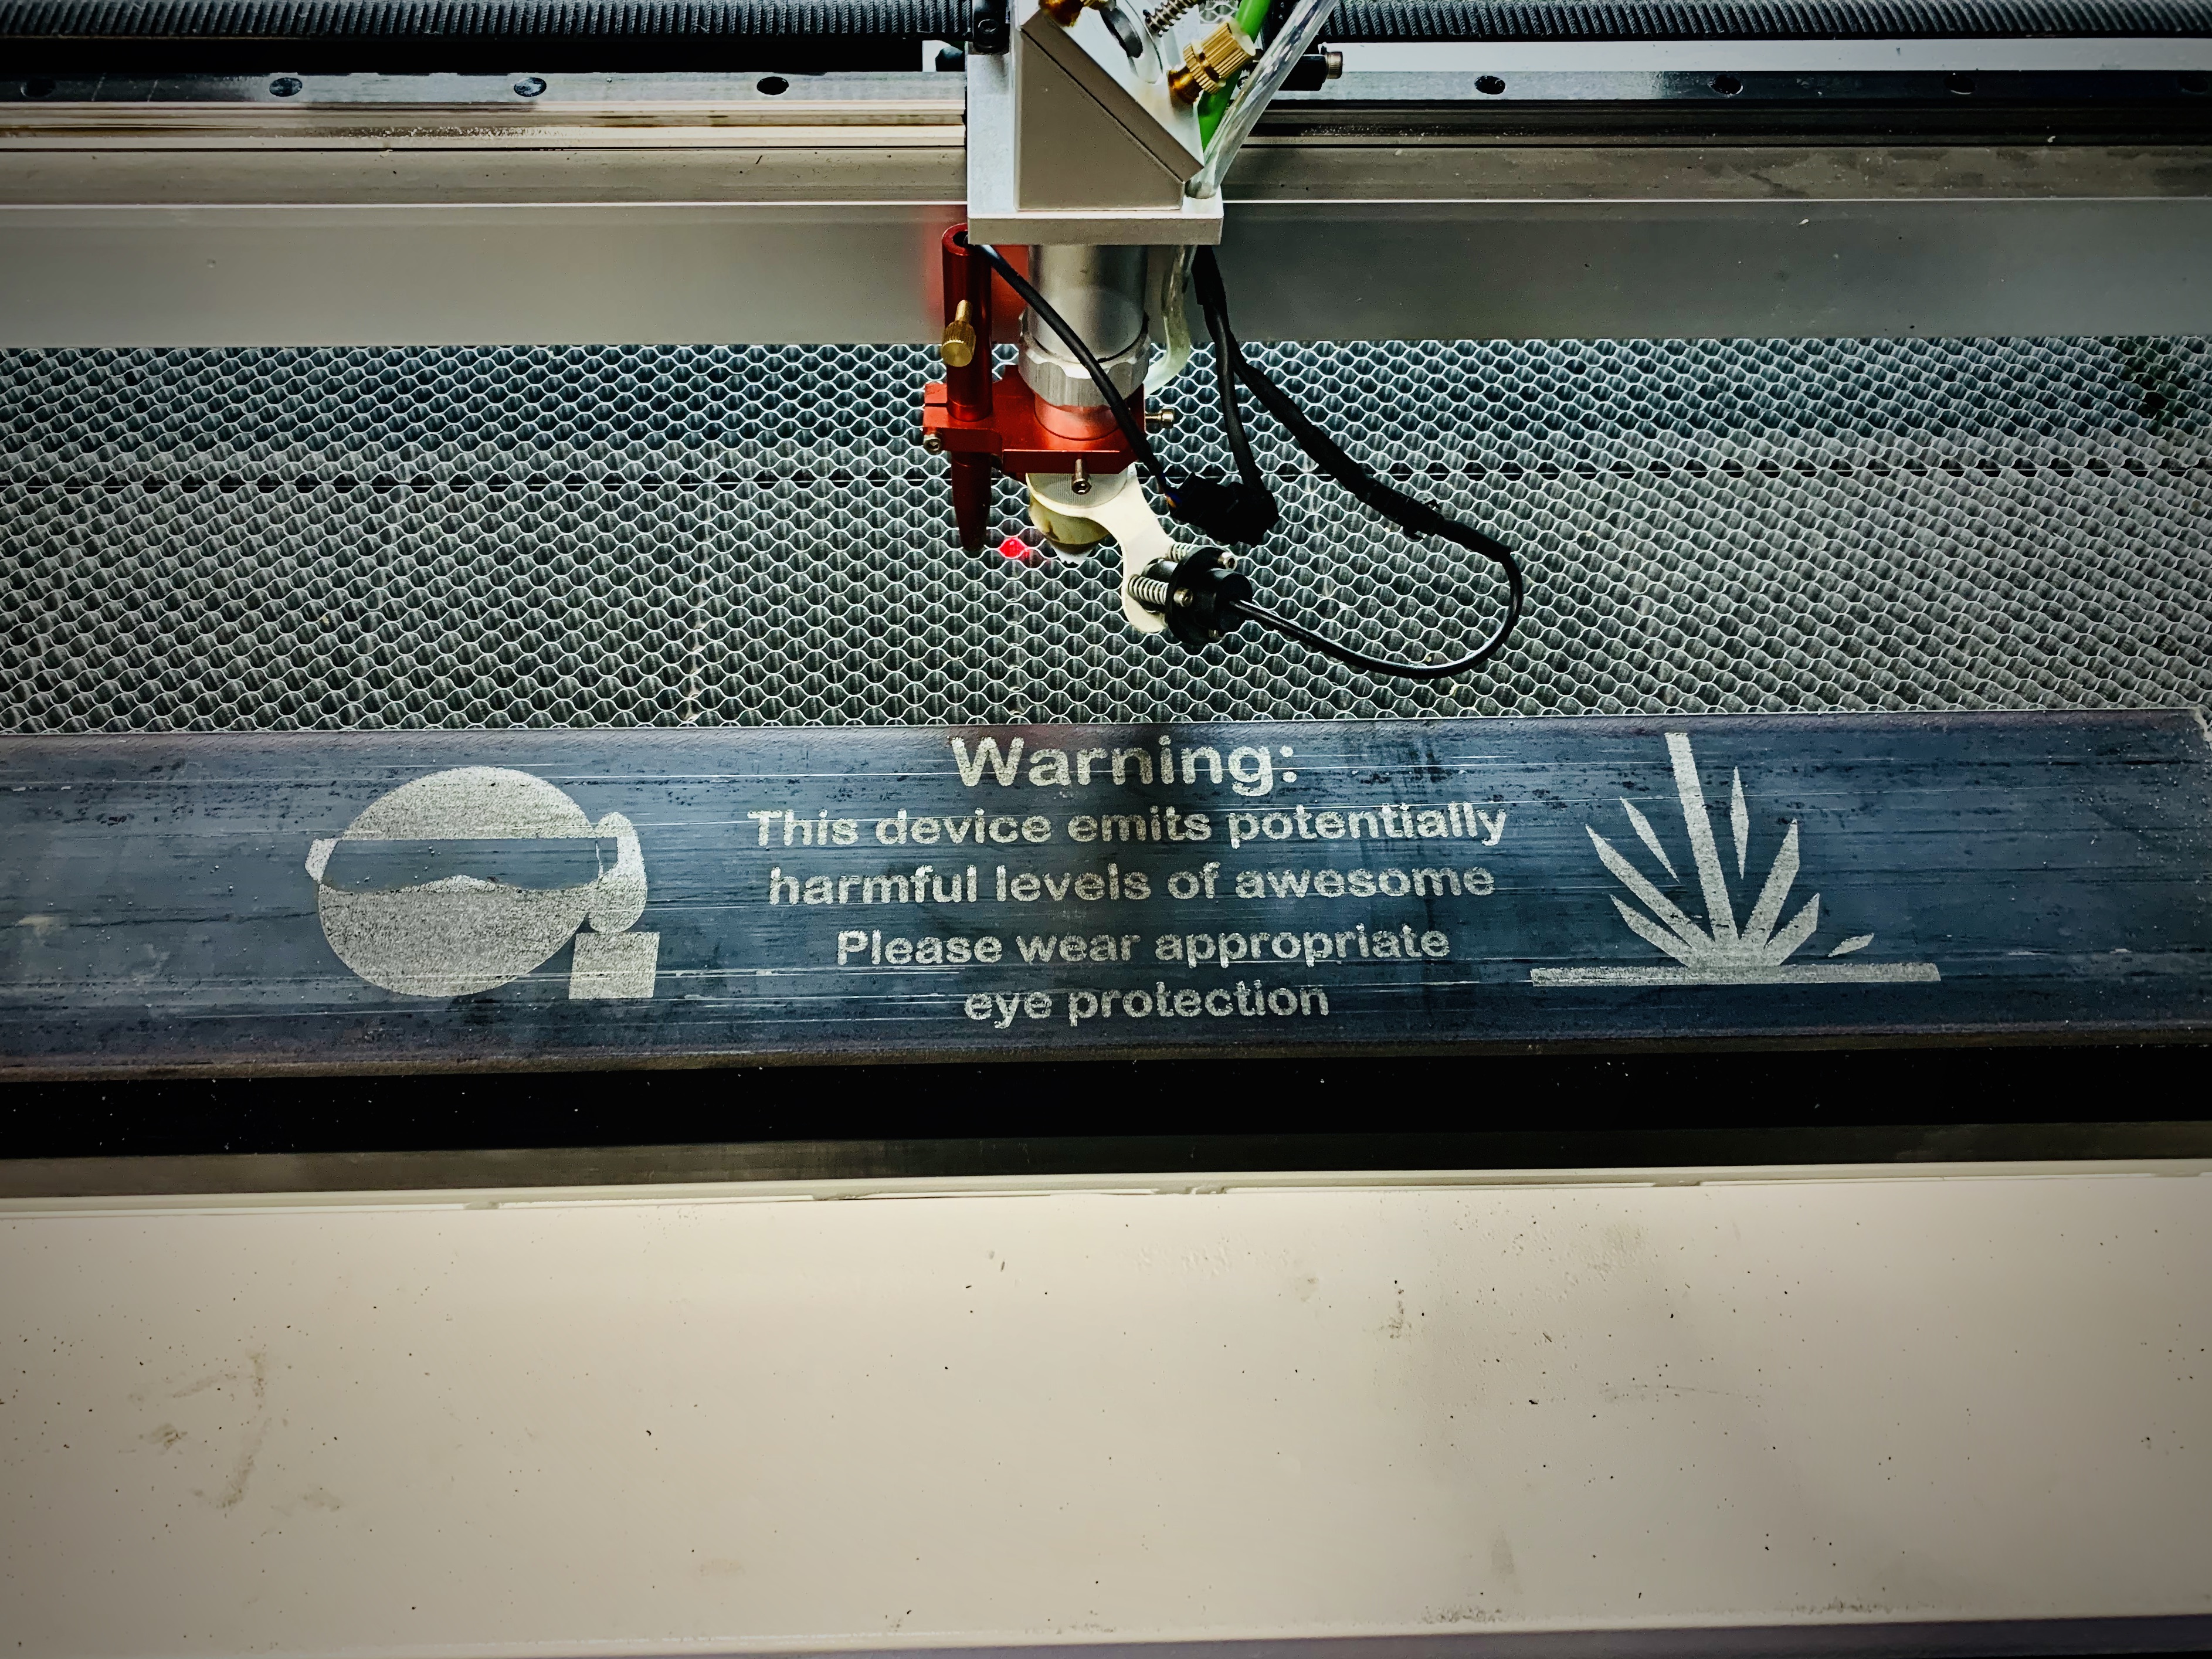 Warning:
This device emits potentially
harmful levels of awesome
Please wear appropriate
eye protection